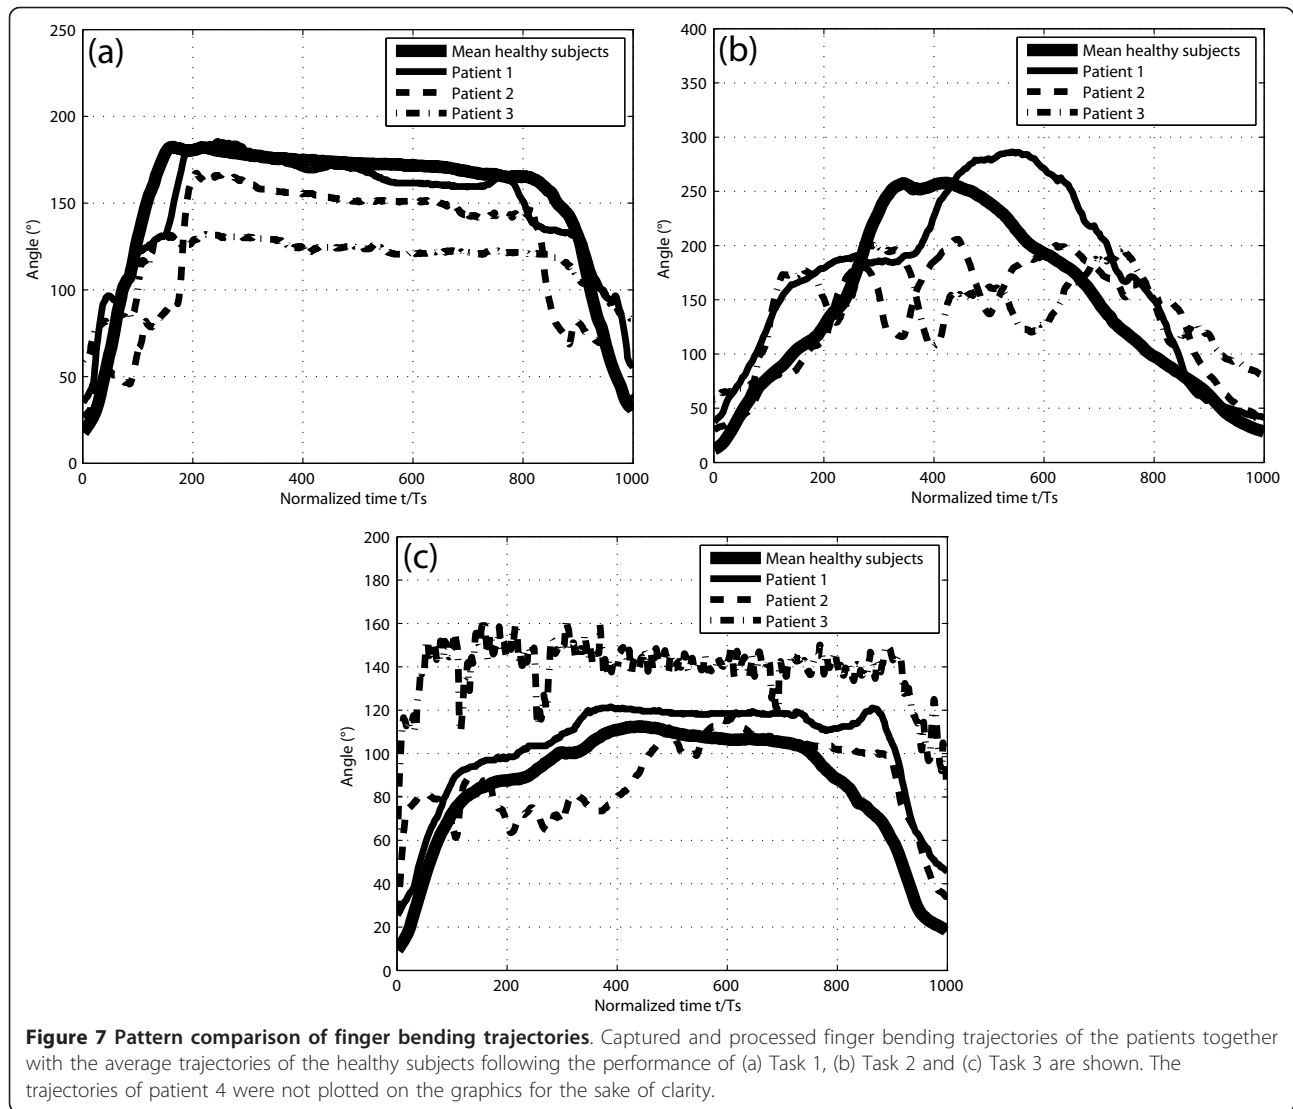 (a)
250
200
150
100
50
0
Angle (°)
Mean healthy subjects
Patient 1
Patient 2
Patient 3
0 200 400 600 800 1000
Normalized time t/Ts
(b)
400
350
300
250
200
150
100
50
0
Angle (°)
Mean healthy subjects
Patient 1
Patient 2
Patient 3
0 200 400 600 800 1000
Normalized time t/Ts
(c)
200
180
160
140
120
100
80
60
40
20
0
Angle (°)
Mean healthy subjects
Patient 1
Patient 2
Patient 3
0 200 400 600 800 1000
Normalized time t/Ts
Figure 7 Pattern comparison of finger bending trajectories. Captured and processed finger bending trajectories of the patients together
with the average trajectories of the healthy subjects following the performance of (a) Task 1, (b) Task 2 and (c) Task 3 are shown. The
trajectories of patient 4 were not plotted on the graphics for the sake of clarity.